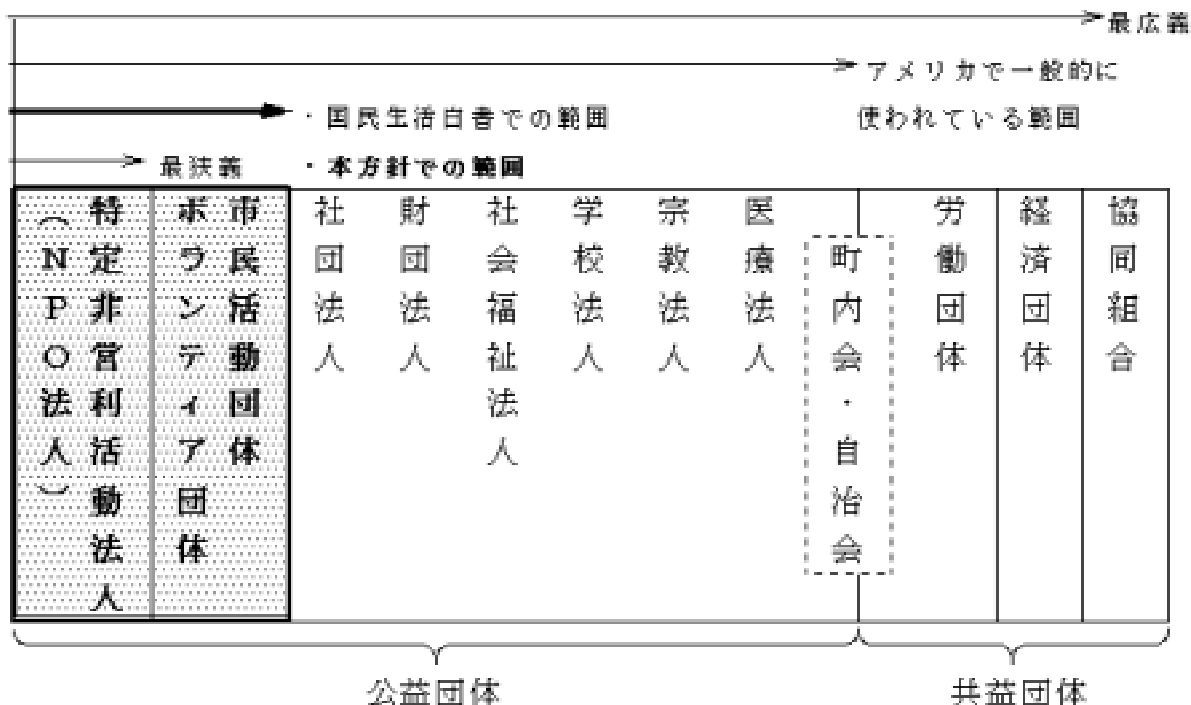 最広義
アメリカで一般的に
使われている範囲
・国民生活白書での範囲
最狭義
・本方針での範囲
特定非営利活動法人
(NPO法人)
市民活動団体
ボランティア団体
社団法人
財団法人
社会福祉法人
学校法人
宗教法人
医療法人
町内会・自治会
労働団体
経済団体
協同組合
公益団体
共益団体